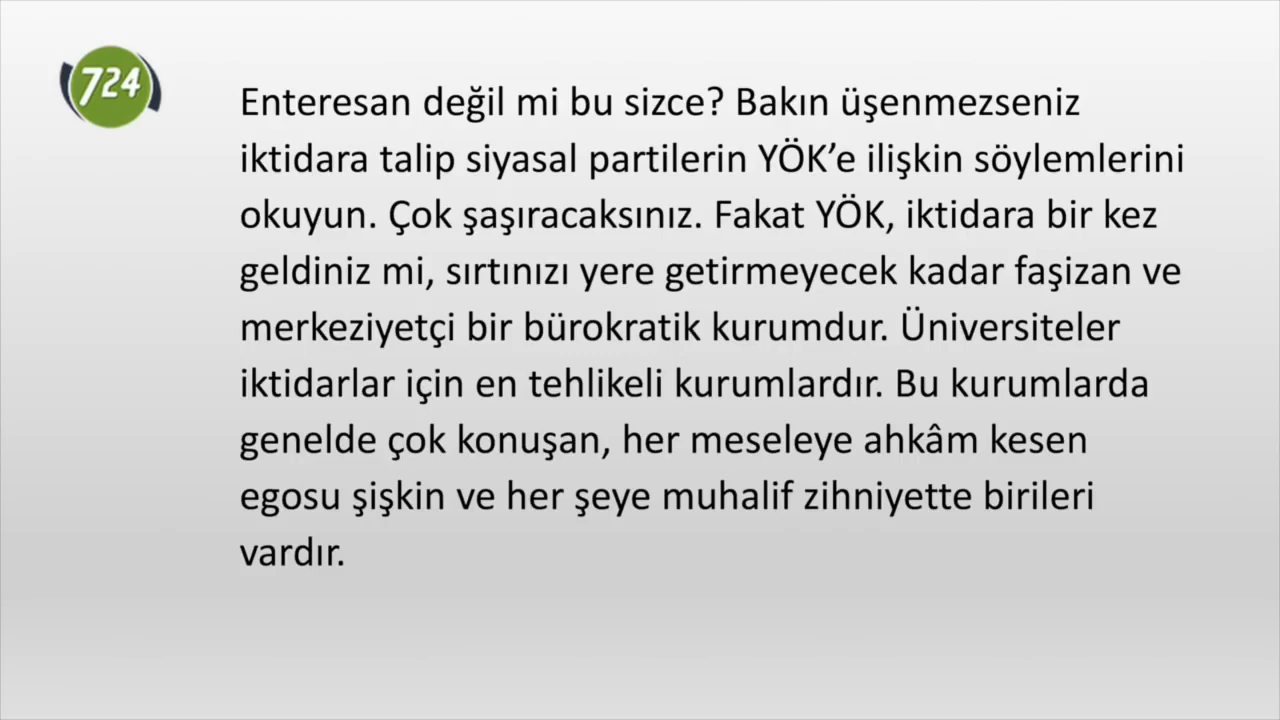 724
Enteresan değil mi bu sizce? Bakın üşenmezseniz
iktidara talip siyasal partilerin YÖK’e ilişkin söylemlerini
okuyun. Çok şaşıracaksınız. Fakat YÖK, iktidara bir kez
geldiniz mi, sırtınızı yere getirmeyecek kadar faşizan ve
merkeziyetçi bir bürokratik kurumdur. Üniversiteler
iktidarlar için en tehlikeli kurumlardır. Bu kurumlarda
genelde çok konuşan, her meseleye ahkâm kesen
egosu şişkin ve her şeye muhalif zihniyette birileri
vardır.